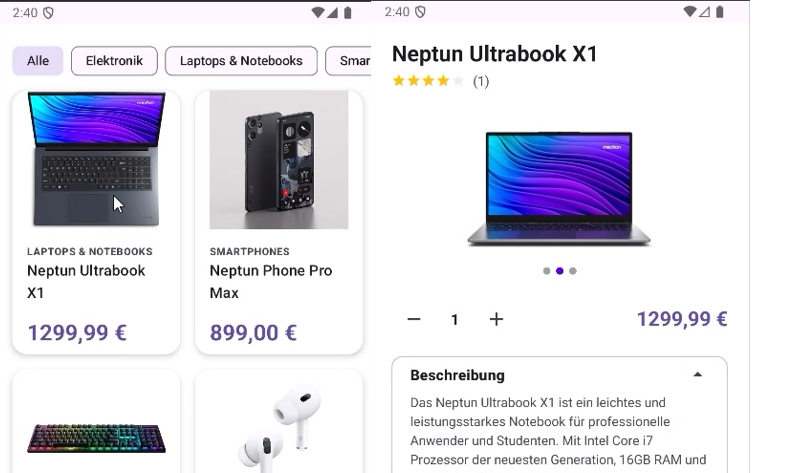 2:40
Alle
Elektronik
Laptops & Notebooks
Smar
medion
LAPTOPS & NOTEBOOKS
Neptun Ultrabook
X1
1299,99 €
SMARTPHONES
Neptun Phone Pro
Max
899,00 €
2:40
Neptun Ultrabook X1
(1)
medion
1
1299,99 €
Beschreibung
Das Neptun Ultrabook X1 ist ein leichtes und
leistungsstarkes Notebook für professionelle
Anwender und Studenten. Mit Intel Core i7
Prozessor der neuesten Generation, 16GB RAM und